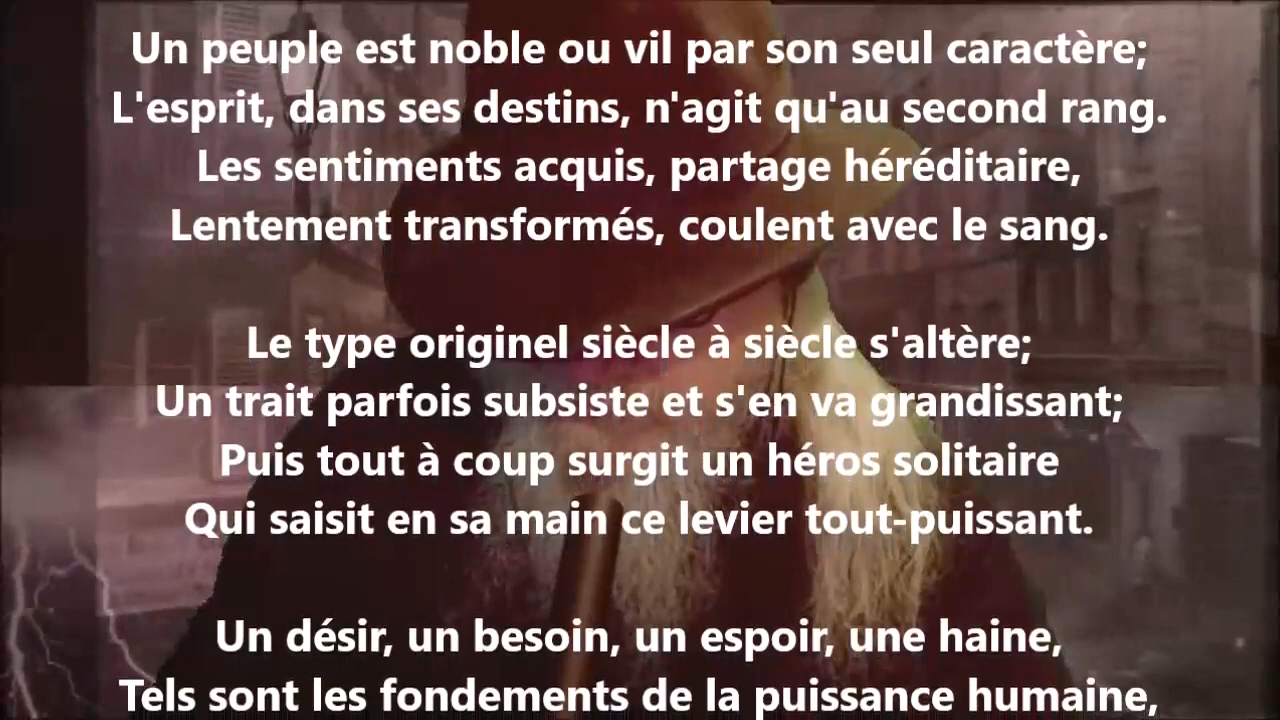 Un peuple est noble ou vil par son seul caractère;
L'esprit, dans ses destins, n'agit qu'au second rang.
Les sentiments acquis, partage héréditaire,
Lentement transformés, coulent avec le sang.
Le type originel siècle à siècle s'altère;
Un trait parfois subsiste et s'en va grandissant;
Puis tout à coup surgit un héros solitaire
Qui saisit en sa main ce levier tout-puissant.
Un désir, un besoin, un espoir, une haine,
Tels sont les fondements de la puissance humaine,